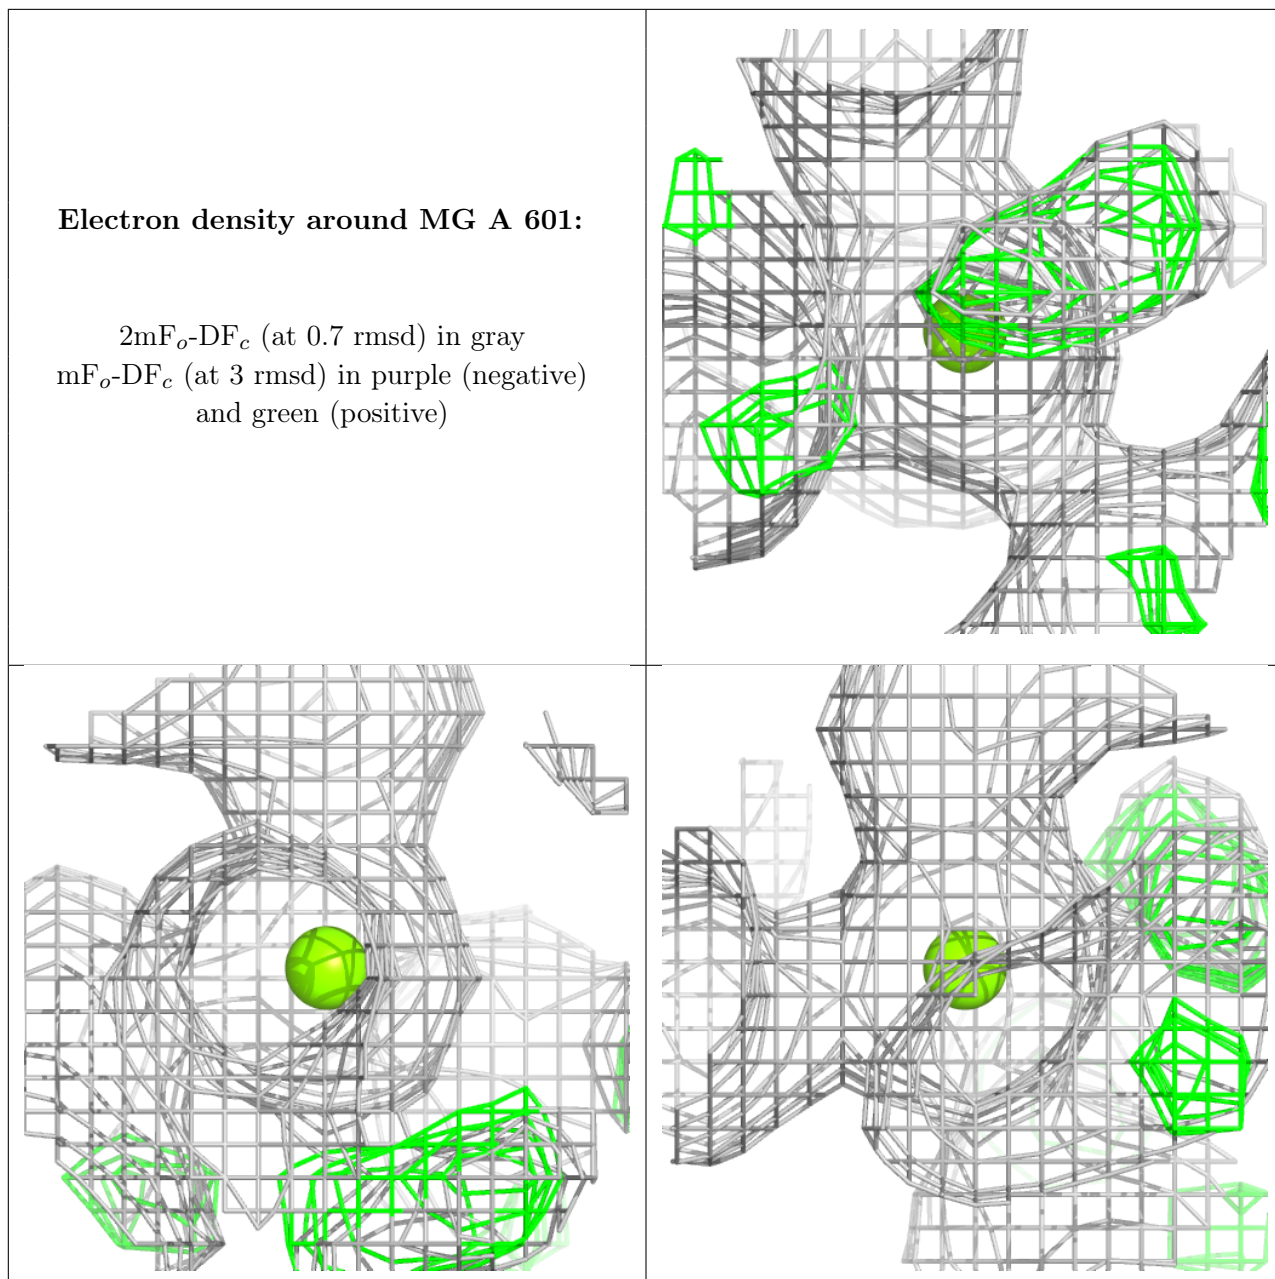 Electron density around MG A 601:
2mFₒ-DF𝒸 (at 0.7 rmsd) in gray
mFₒ-DF𝒸 (at 3 rmsd) in purple (negative)
and green (positive)